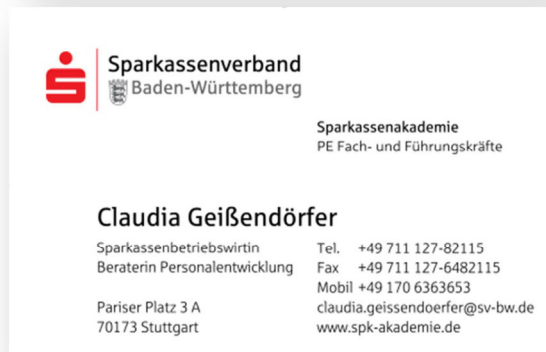 Sparkassenverband
Baden-Württemberg
Sparkassenakademie
PE Fach- und Führungskräfte
Claudia Geißendörfer
Sparkassenbetriebswirtin
Beraterin Personalentwicklung
Pariser Platz 3 A
70173 Stuttgart
Tel. +49 711 127-82115
Fax +49 711 127-6482115
Mobil +49 170 6363653
claudia.geissendoerfer@sv-bw.de
www.spk-akademie.de